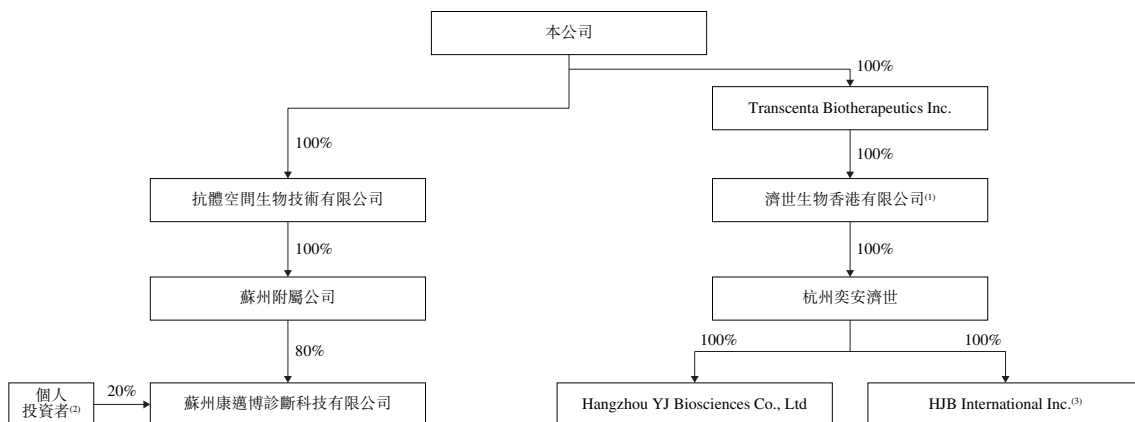 本公司
100%
Transcenta Biotherapeutics Inc.
100%
100%
抗體空間生物技術有限公司
濟世生物香港有限公司(1)
100%
100%
蘇州附屬公司
杭州奕安濟世
80%
100%
100%
個人
投資者(2)
20%
蘇州康邁博診斷科技有限公司
Hangzhou YJ Biosciences Co., Ltd
HJB International Inc.(3)